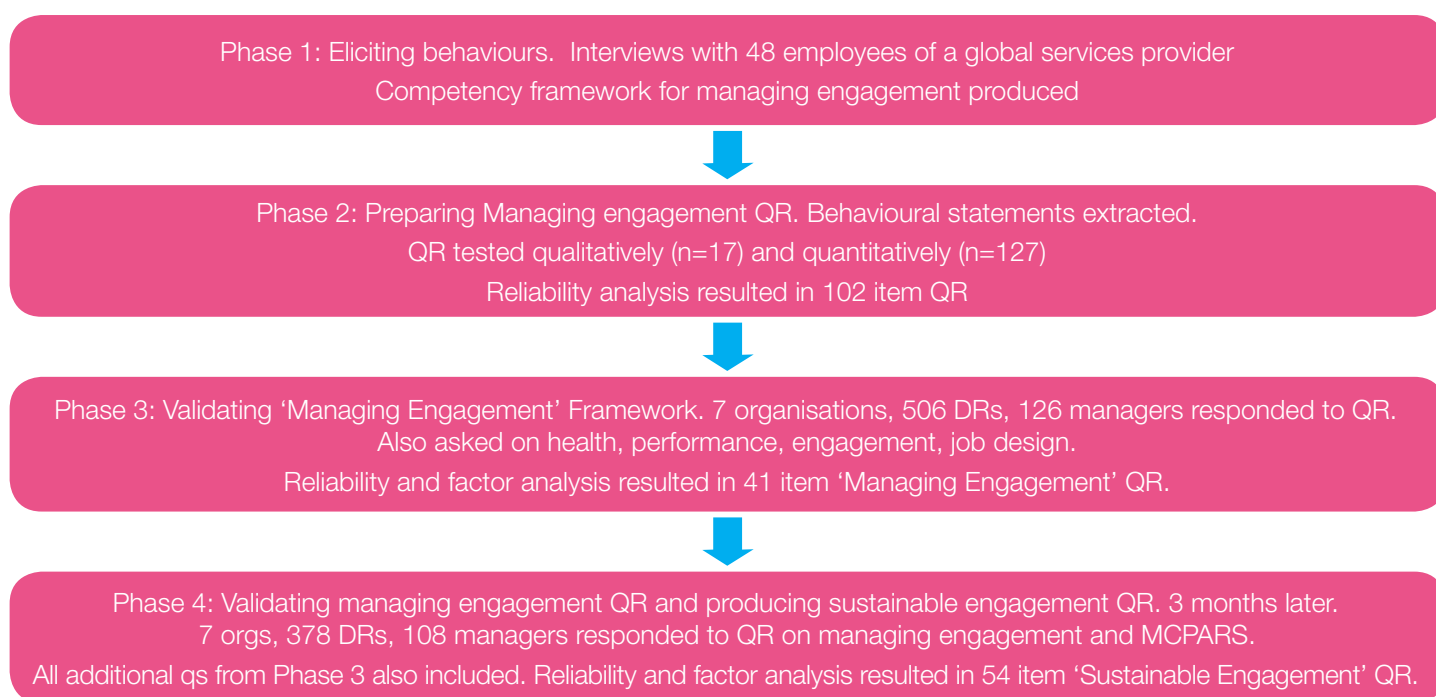 Phase 1: Eliciting behaviours.  Interviews with 48 employees of a global services provider
Competency framework for managing engagement produced
Phase 2: Preparing Managing engagement QR. Behavioural statements extracted.
QR tested qualitatively (n=17) and quantitatively (n=127)
Reliability analysis resulted in 102 item QR
Phase 3: Validating ‘Managing Engagement’ Framework. 7 organisations, 506 DRs, 126 managers responded to QR.
Also asked on health, performance, engagement, job design.
Reliability and factor analysis resulted in 41 item ‘Managing Engagement’ QR.
Phase 4: Validating managing engagement QR and producing sustainable engagement QR. 3 months later.
7 orgs, 378 DRs, 108 managers responded to QR on managing engagement and MCPARS.
All additional qs from Phase 3 also included. Reliability and factor analysis resulted in 54 item ‘Sustainable Engagement’ QR.